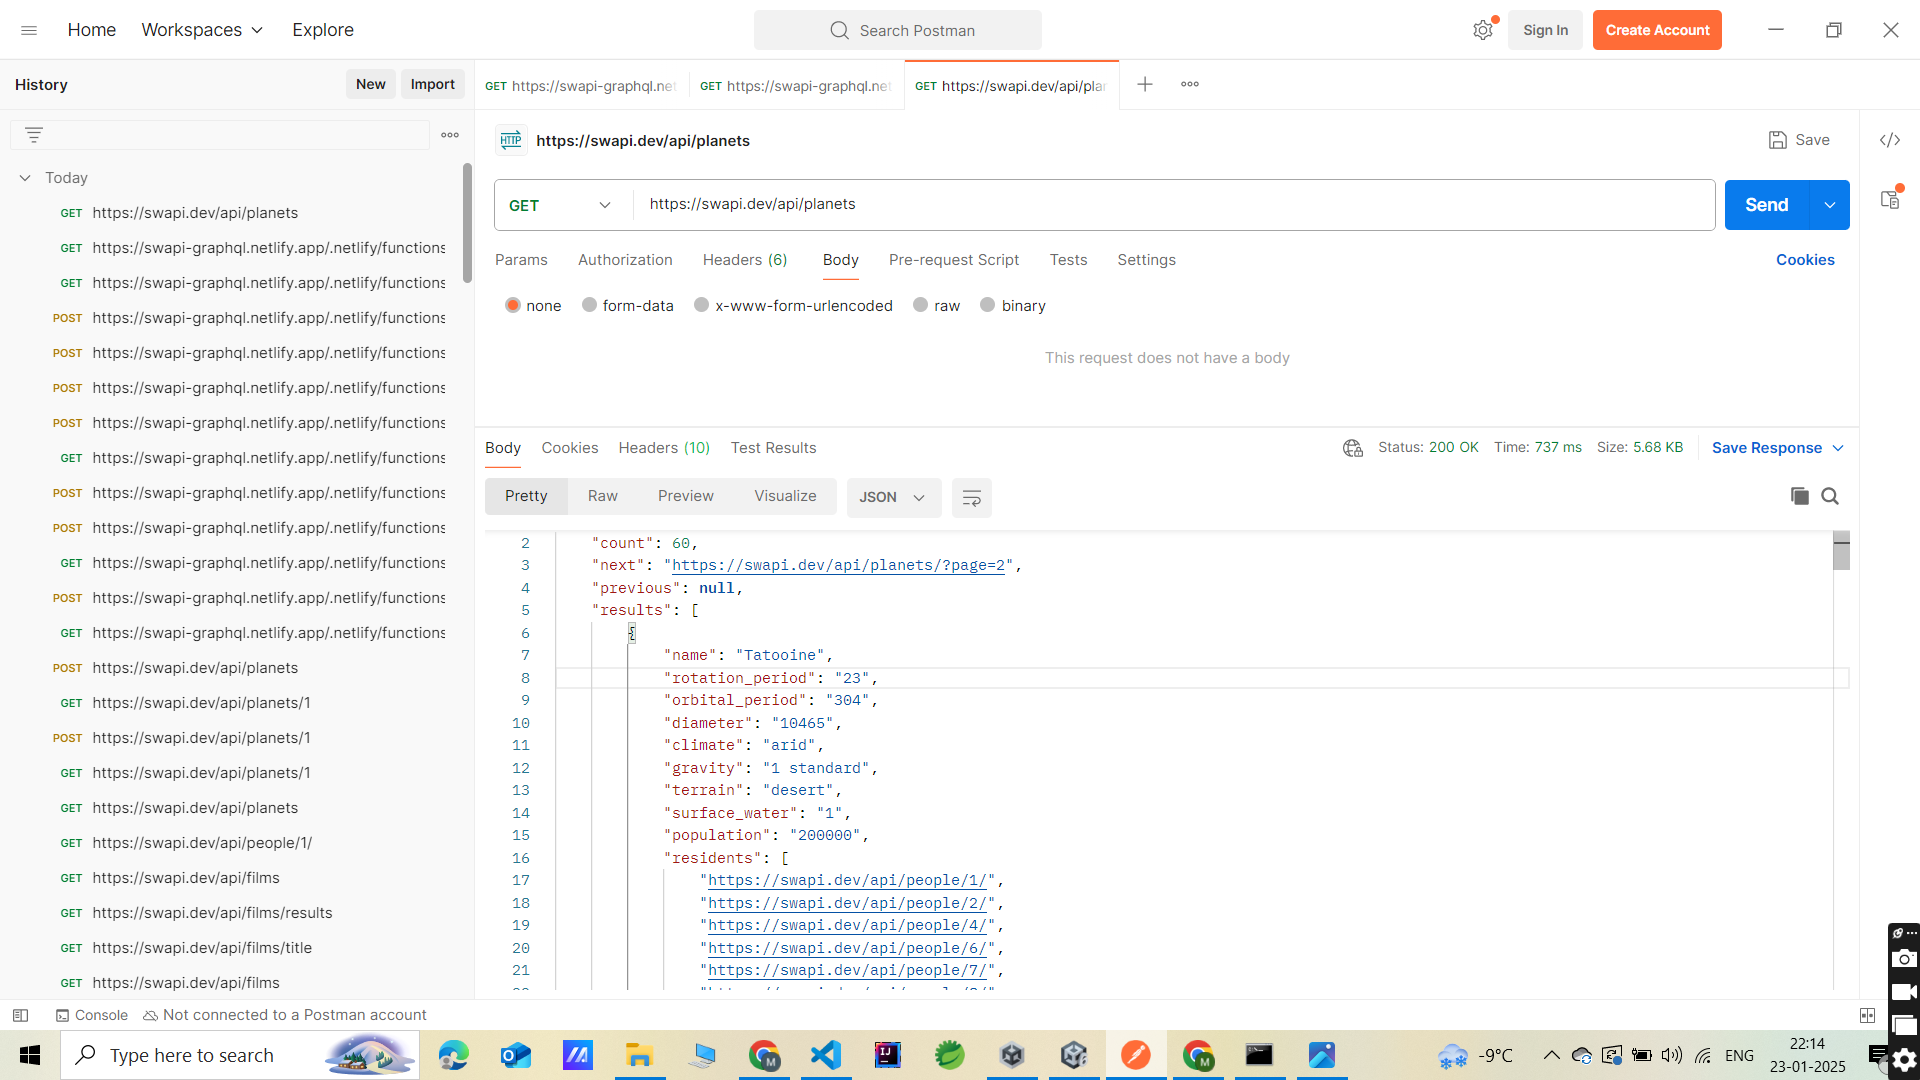 Home
Workspaces
Explore
Search Postman
Sign In
Create Account
History
New
Import
GET https://swapi-graphql.net
GET https://swapi-graphql.net
GET https://swapi.dev/api/pla
HTTP
https://swapi.dev/api/planets
Save
</>
Today
GET https://swapi.dev/api/planets
GET https://swapi-graphql.netlify.app/.netlify/functions
GET https://swapi-graphql.netlify.app/.netlify/functions
POST https://swapi-graphql.netlify.app/.netlify/functions
POST https://swapi-graphql.netlify.app/.netlify/functions
POST https://swapi-graphql.netlify.app/.netlify/functions
POST https://swapi-graphql.netlify.app/.netlify/functions
GET https://swapi-graphql.netlify.app/.netlify/functions
POST https://swapi-graphql.netlify.app/.netlify/functions
POST https://swapi-graphql.netlify.app/.netlify/functions
GET https://swapi-graphql.netlify.app/.netlify/functions
POST https://swapi-graphql.netlify.app/.netlify/functions
GET https://swapi-graphql.netlify.app/.netlify/functions
POST https://swapi.dev/api/planets
GET https://swapi.dev/api/planets/1
POST https://swapi.dev/api/planets/1
GET https://swapi.dev/api/planets/1
GET https://swapi.dev/api/planets
GET https://swapi.dev/api/people/1/
GET https://swapi.dev/api/films
GET https://swapi.dev/api/films/results
GET https://swapi.dev/api/films/title
GET https://swapi.dev/api/films
GET
https://swapi.dev/api/planets
Send
Params
Authorization
Headers (6)
Body
Pre-request Script
Tests
Settings
Cookies
none
form-data
x-www-form-urlencoded
raw
binary
This request does not have a body
Body
Cookies
Headers (10)
Test Results
Status: 200 OK
Time: 737 ms
Size: 5.68 KB
Save Response
Pretty
Raw
Preview
Visualize
JSON
2 "count": 60,
3 "next": "https://swapi.dev/api/planets/?page=2",
4 "previous": null,
5 "results": [
6 {
7 "name": "Tatooine",
8 "rotation_period": "23",
9 "orbital_period": "304",
10 "diameter": "10465",
11 "climate": "arid",
12 "gravity": "1 standard",
13 "terrain": "desert",
14 "surface_water": "1",
15 "population": "200000",
16 "residents": [
17 "https://swapi.dev/api/people/1/",
18 "https://swapi.dev/api/people/2/",
19 "https://swapi.dev/api/people/4/",
20 "https://swapi.dev/api/people/6/",
21 "https://swapi.dev/api/people/7/",
Console
Not connected to a Postman account
Type here to search
-9°C
ENG
22:14
23-01-2025